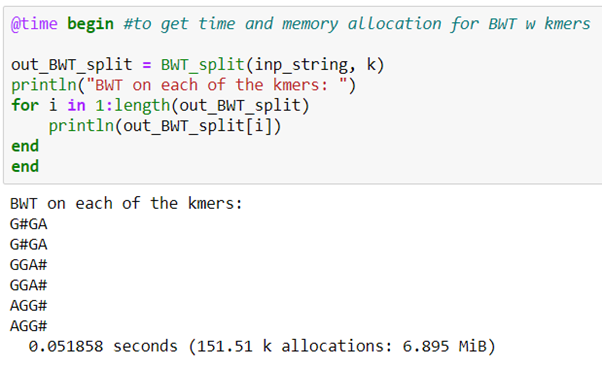 @time begin #to get time and memory allocation for BWT w kmers
out_BWT_split = BWT_split(inp_string, k)
println("BWT on each of the kmers: ")
for i in 1:length(out_BWT_split)
    println(out_BWT_split[i])
end
end
BWT on each of the kmers:
G#GA
G#GA
GGA#
GGA#
AGG#
AGG#
  0.051858 seconds (151.51 k allocations: 6.895 MiB)